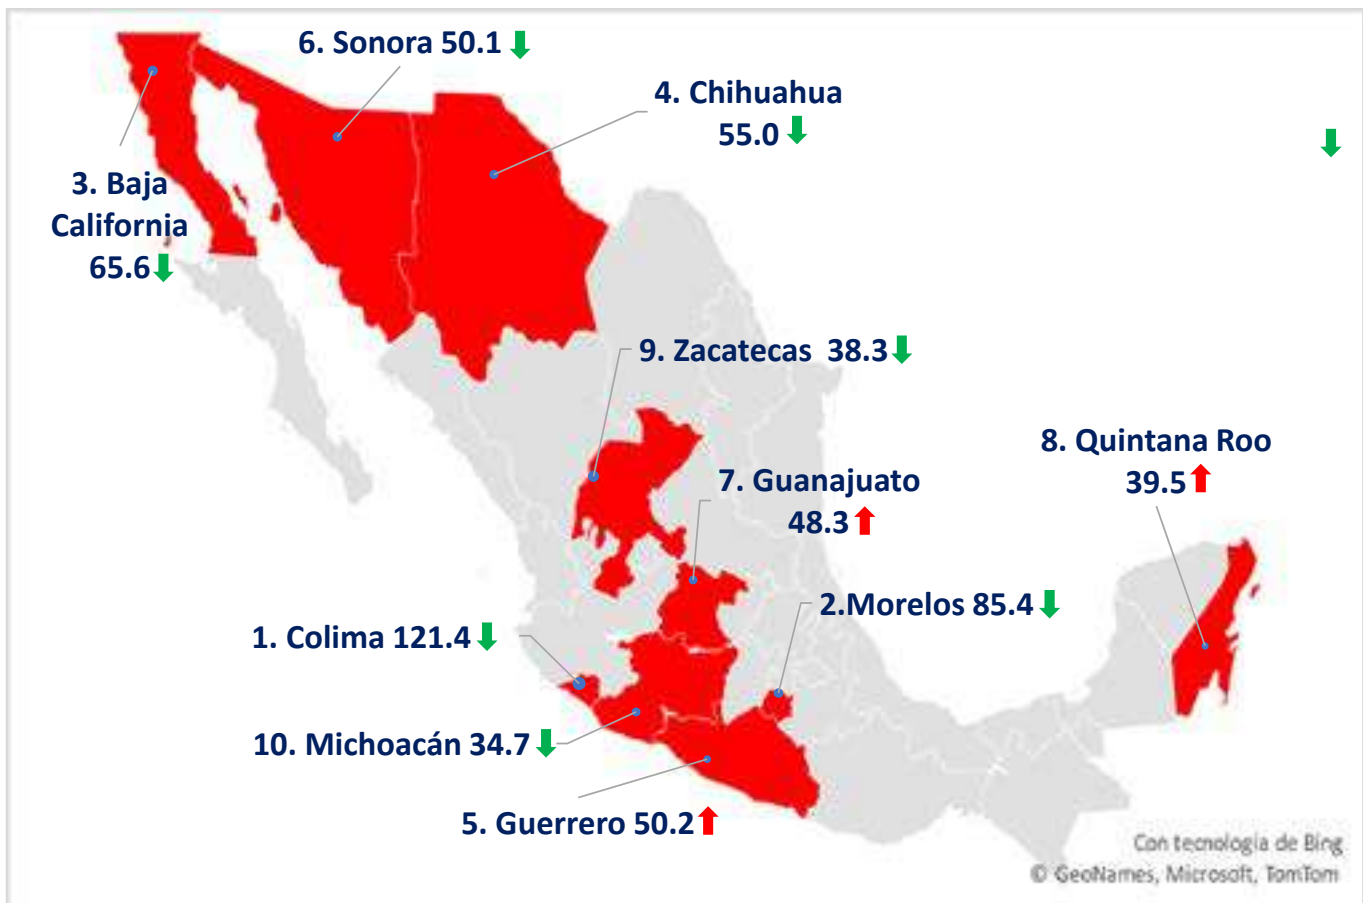 6. Sonora 50.1
4. Chihuahua
55.0
3. Baja
California
65.6
9. Zacatecas 38.3
8. Quintana Roo
39.5
7. Guanajuato
48.3
2.Morelos 85.4
1. Colima 121.4
10. Michoacán 34.7
5. Guerrero 50.2
Con tecnología de Bing
© GeoNames, Microsoft, TomTom